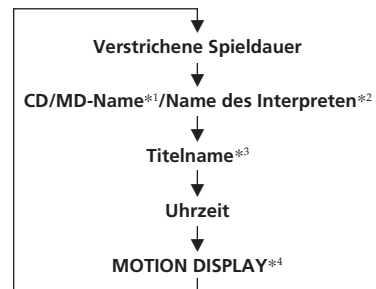 Verstrichene Spieldauer
CD/MD-Name*1/Name des Interpreten*2
Titelname*3
Uhrzeit
MOTION DISPLAY*4